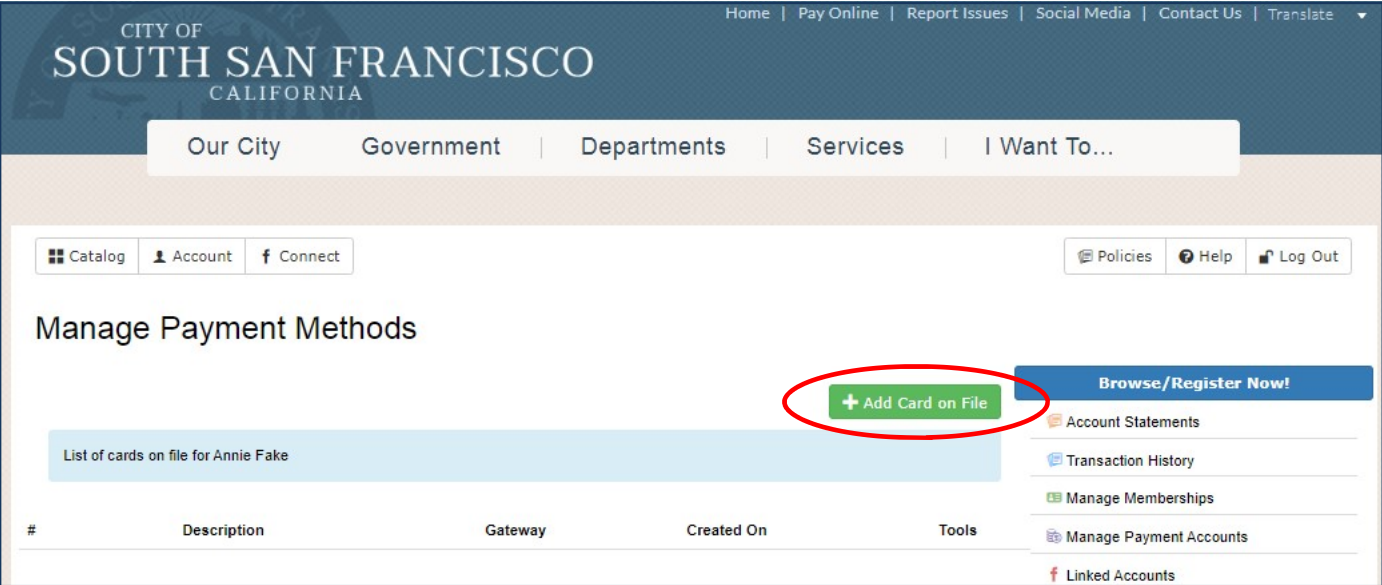 Home | Pay Online | Report Issues | Social Media | Contact Us | Translate
CITY OF
SOUTH SAN FRANCISCO
CALIFORNIA
Our City Government | Departments | Services | I Want To...
Catalog Account f Connect Policies Help Log Out
Manage Payment Methods
+ Add Card on File
Browse/Register Now!
Account Statements
List of cards on file for Annie Fake
Transaction History
Manage Memberships
# Description Gateway Created On Tools
Manage Payment Accounts
Linked Accounts